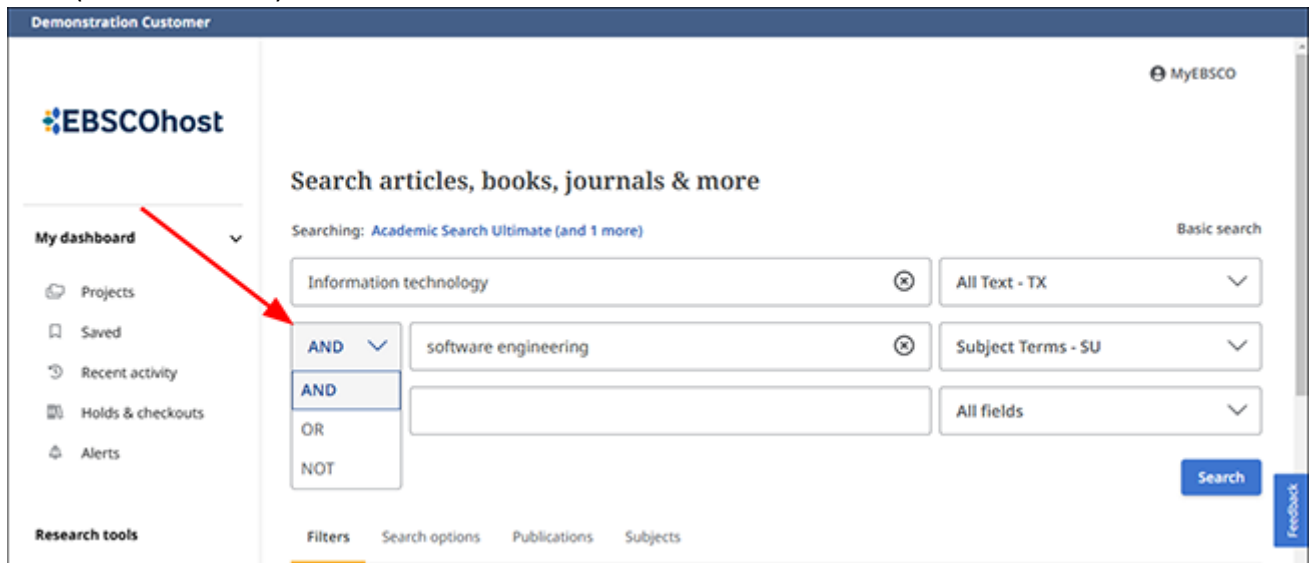 Demonstration Customer
MyEBSCO
EBSCOhost
Search articles, books, journals & more
My dashboard
Searching: Academic Search Ultimate (and 1 more)
Basic search
Information technology
All Text - TX
Projects
Saved
AND
software engineering
Subject Terms - SU
Recent activity
AND
Holds & checkouts
All fields
OR
Alerts
NOT
Search
Feedback
Research tools
Filters Search options Publications Subjects